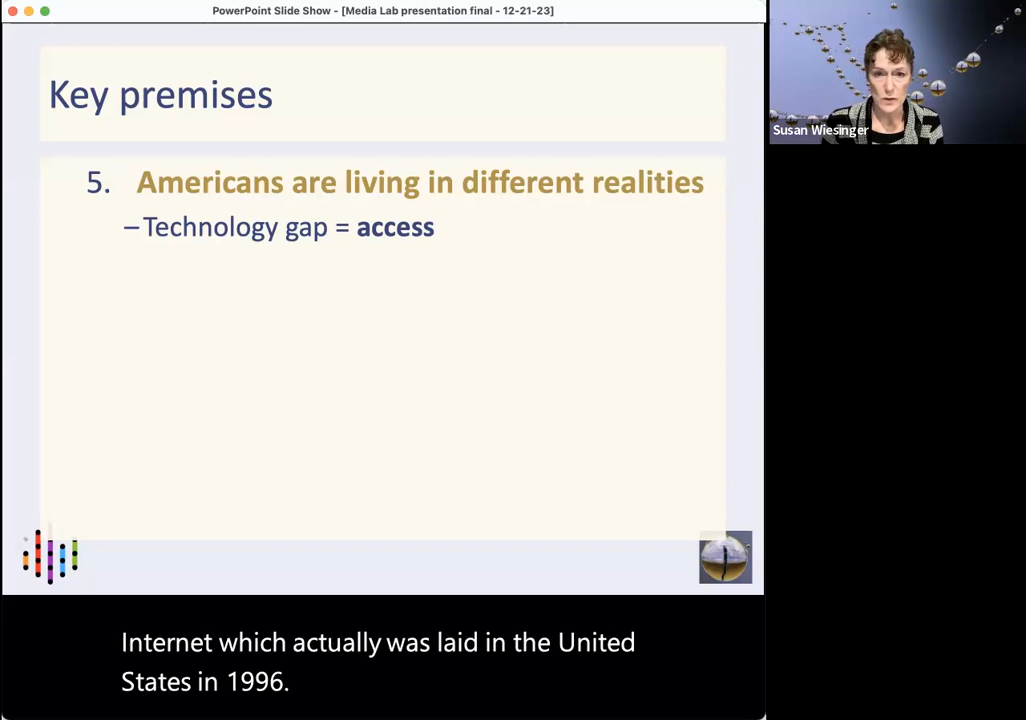 PowerPoint Slide Show - [Media Lab presentation final - 12-21-23]
Susan Wiesinger
Key premises
5. Americans are living in different realities
–Technology gap = access
Internet which actually was laid in the United
States in 1996.